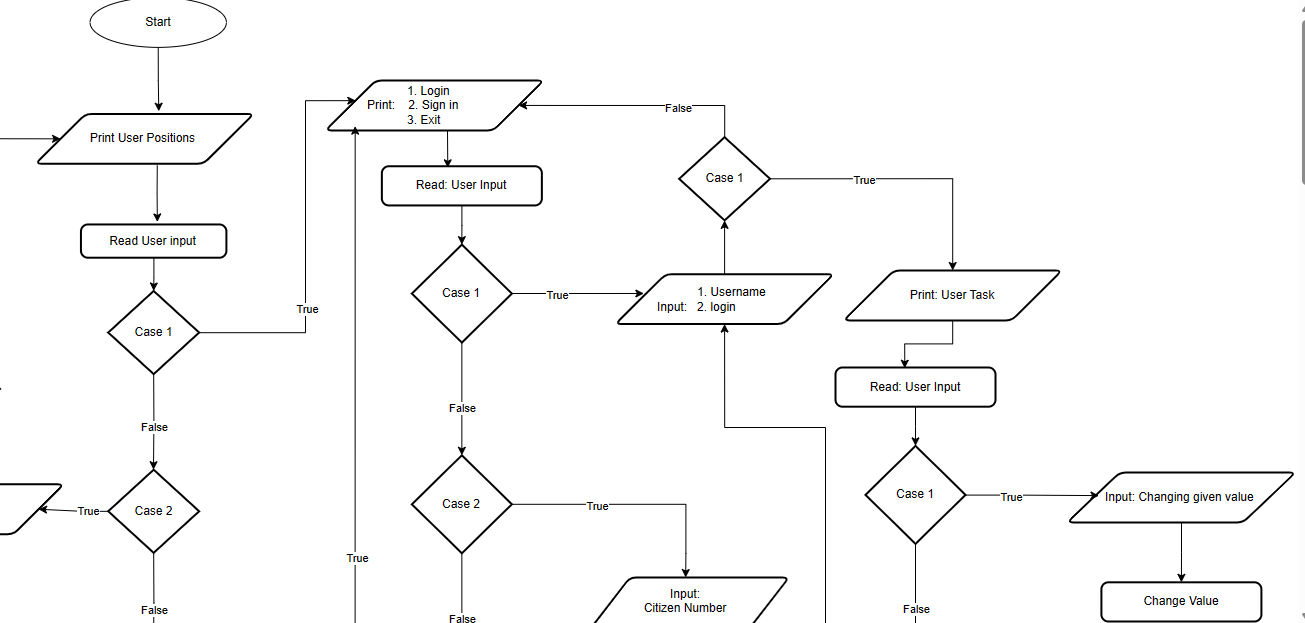 Start
Print User Positions
Read User input
Case 1
True
False
Case 2
True
False
1. Login
Print: 2. Sign in
3. Exit
Read: User Input
Case 1
True
False
Case 2
True
False
True
Input:
Citizen Number
1. Username
Input: 2. login
Case 1
False
True
Print: User Task
Read: User Input
Case 1
True
False
Input: Changing given value
Change Value